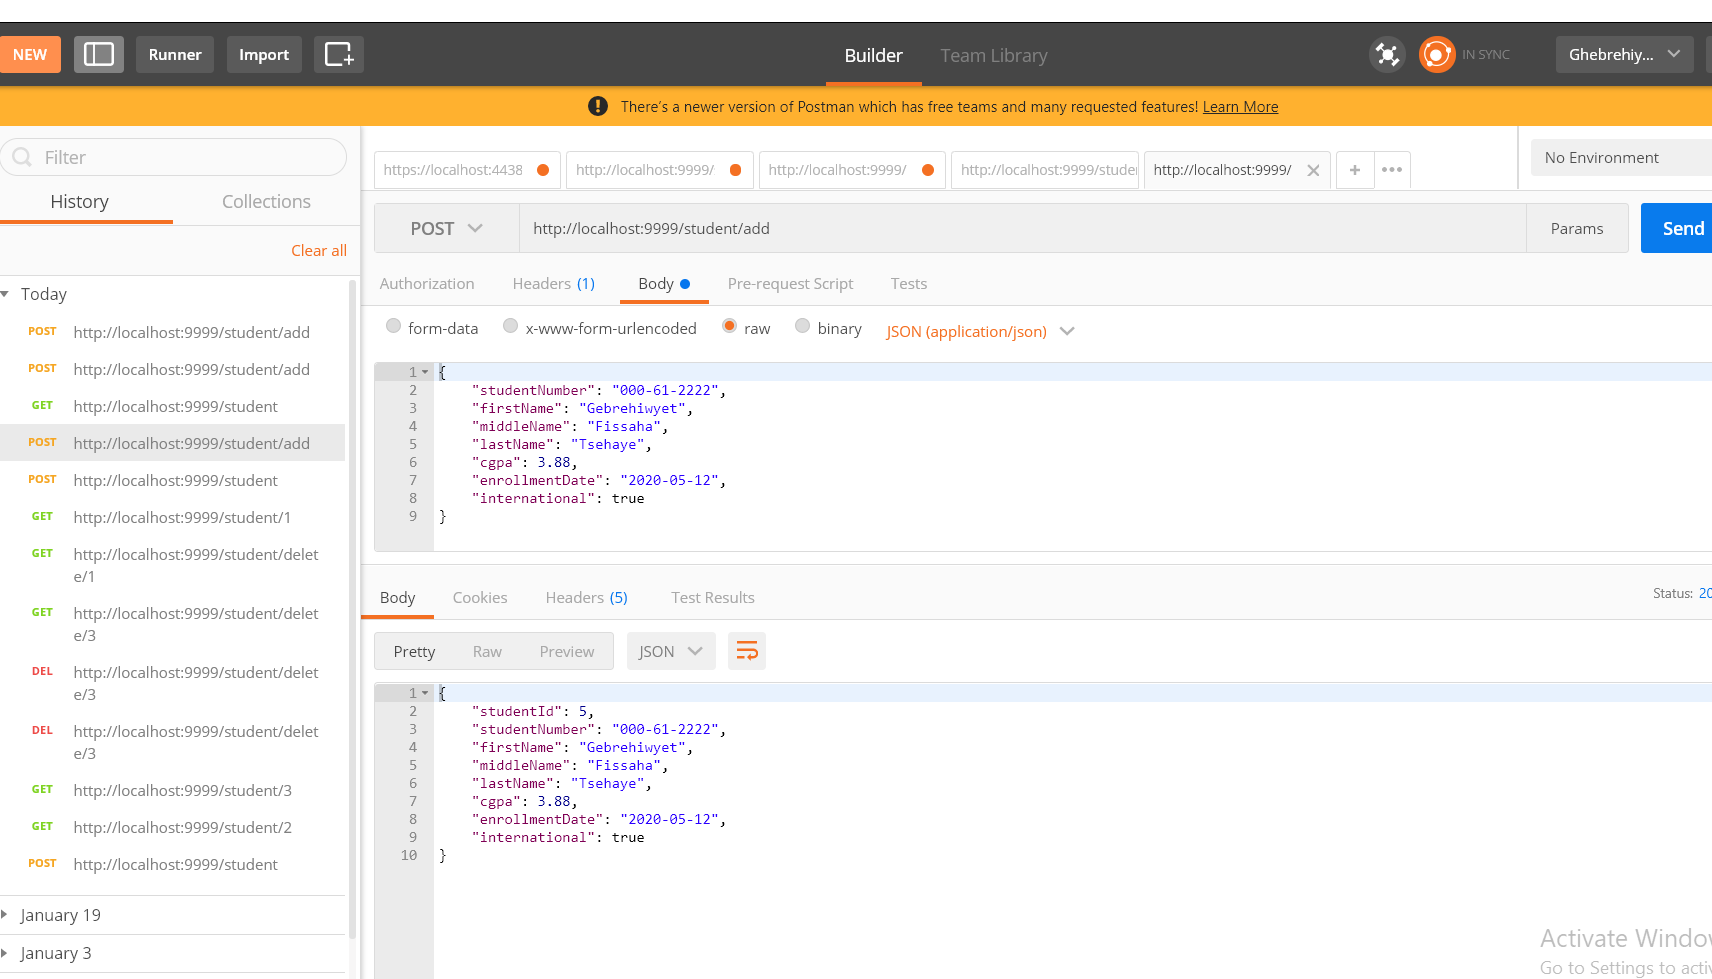 NEW Runner Import Builder Team Library IN SYNC Ghebrehiy...
There's a newer version of Postman which has free teams and many requested features! Learn More
Filter
History Collections
Clear all
Today
POST http://localhost:9999/student/add
POST http://localhost:9999/student/add
GET http://localhost:9999/student
POST http://localhost:9999/student/add
POST http://localhost:9999/student
GET http://localhost:9999/student/1
GET http://localhost:9999/student/delet
e/1
GET http://localhost:9999/student/delet
e/3
DEL http://localhost:9999/student/delet
e/3
DEL http://localhost:9999/student/delet
e/3
GET http://localhost:9999/student/3
GET http://localhost:9999/student/2
POST http://localhost:9999/student
January 19
January 3
https://localhost:4438 http://localhost:9999/ http://localhost:9999/ http://localhost:9999/stude http://localhost:9999/ + ••• No Environment
POST http://localhost:9999/student/add Params Send
Authorization Headers (1) Body Pre-request Script Tests
form-data x-www-form-urlencoded raw binary JSON (application/json)
1 {
2 "studentNumber": "000-61-2222",
3 "firstName": "Gebrehiwyet",
4 "middleName": "Fissaha",
5 "lastName": "Tsehaye",
6 "cgpa": 3.88,
7 "enrollmentDate": "2020-05-12",
8 "international": true
9 }
Body Cookies Headers (5) Test Results Status: 20
Pretty Raw Preview JSON
1 {
2 "studentId": 5,
3 "studentNumber": "000-61-2222",
4 "firstName": "Gebrehiwyet",
5 "middleName": "Fissaha",
6 "lastName": "Tsehaye",
7 "cgpa": 3.88,
8 "enrollmentDate": "2020-05-12",
9 "international": true
10 }
Activate Windo
Go to Settings to acti